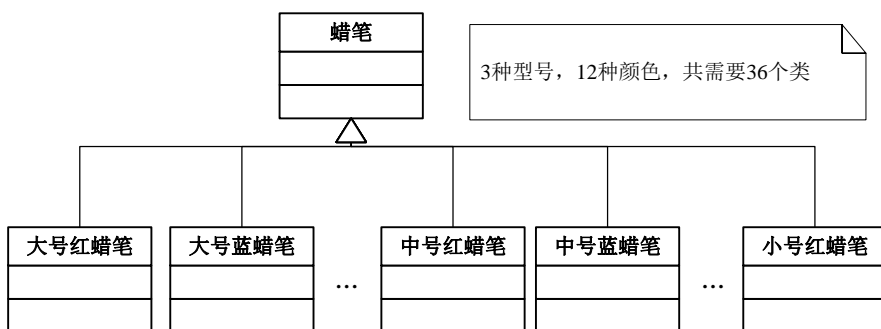 蜡笔
3种型号，12种颜色，共需要36个类
大号红蜡笔
大号蓝蜡笔
...
中号红蜡笔
中号蓝蜡笔
...
小号红蜡笔